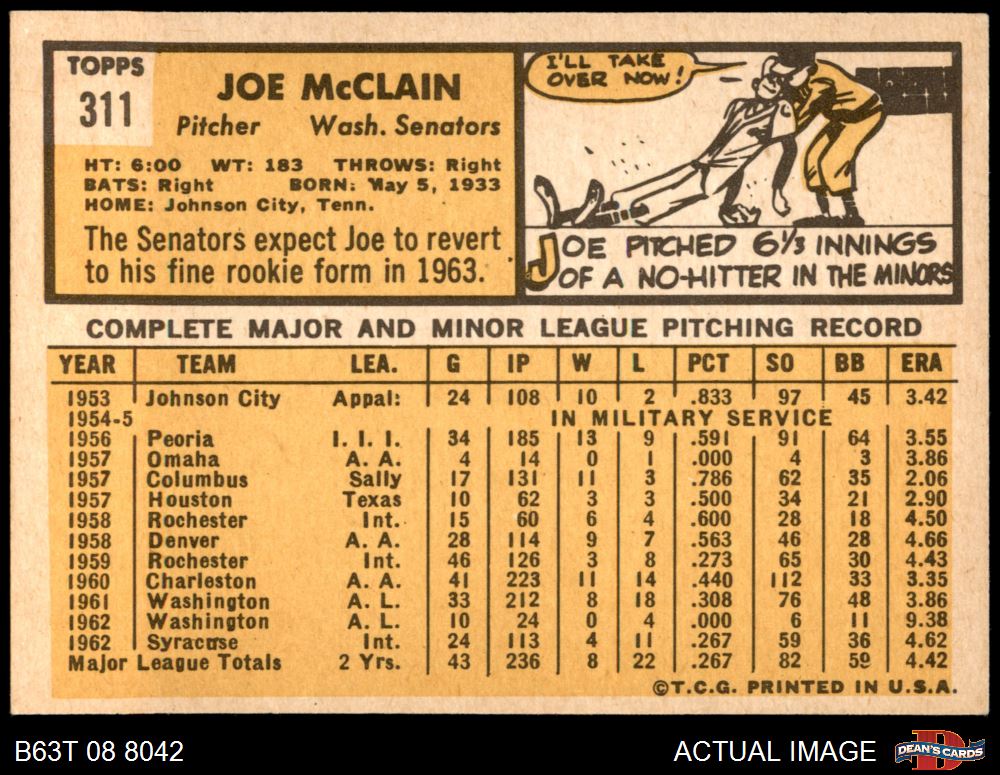 TOPPS
311
JOE McCLAIN
Pitcher Wash. Senators
HT: 6:00 WT: 183 THROWS: Right
BATS: Right BORN: May 5, 1933
HOME: Johnson City, Tenn.
The Senators expect Joe to revert
to his fine rookie form in 1963.
I'LL TAKE
OVER NOW!
JOE PITCHED 6 1/3 INNINGS
OF A NO-HITTER IN THE MINORS
COMPLETE MAJOR AND MINOR LEAGUE PITCHING RECORD
YEAR TEAM LEA. G IP W L PCT SO BB ERA
1953 Johnson City Appal: 24 108 10 2 .833 97 45 3.42
1954-5 IN MILITARY SERVICE
1956 Peoria I. I. I. 34 185 13 9 .591 91 64 3.55
1957 Omaha A. A. 4 14 0 1 .000 4 3 3.86
1957 Columbus Sally 17 131 11 3 .786 62 35 2.06
1957 Houston Texas 10 62 3 3 .500 34 21 2.90
1958 Rochester Int. 15 60 6 4 .600 28 18 4.50
1958 Denver A. A. 28 114 9 7 .563 46 28 4.66
1959 Rochester Int. 46 126 3 8 .273 65 30 4.43
1960 Charleston A. A. 41 223 11 14 .440 112 33 3.35
1961 Washington A. L. 33 212 8 18 .308 76 48 3.86
1962 Washington A. L. 10 24 0 4 .000 6 11 9.38
1962 Syracuse Int. 24 113 4 11 .267 59 36 4.62
Major League Totals 2 Yrs. 43 236 8 22 .267 82 59 4.42
©T.C.G. PRINTED IN U.S.A.
B63T 08 8042 ACTUAL IMAGE DEAN'S CARDS